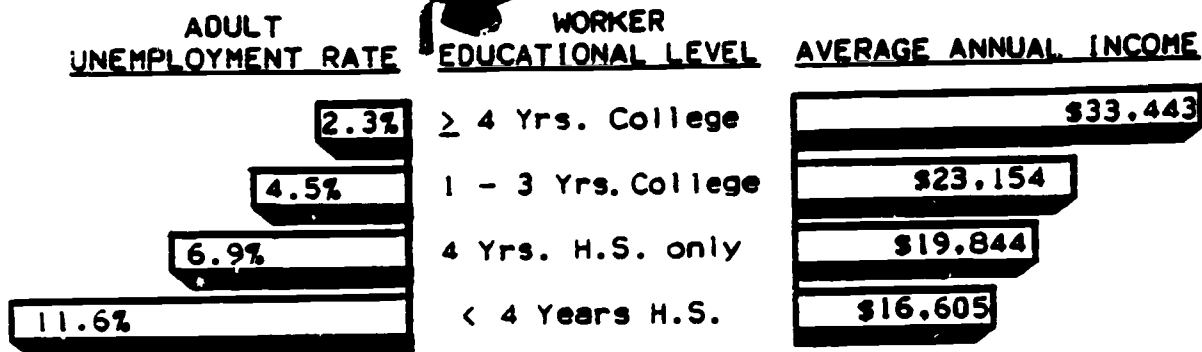 ADULT
UNEMPLOYMENT RATE
WORKER
EDUCATIONAL LEVEL
AVERAGE ANNUAL INCOME
2.3% ≥ 4 Yrs. College $33,443
4.5% 1 - 3 Yrs. College $23,154
6.9% 4 Yrs. H.S. only $19,844
11.6% < 4 Years H.S. $16,605